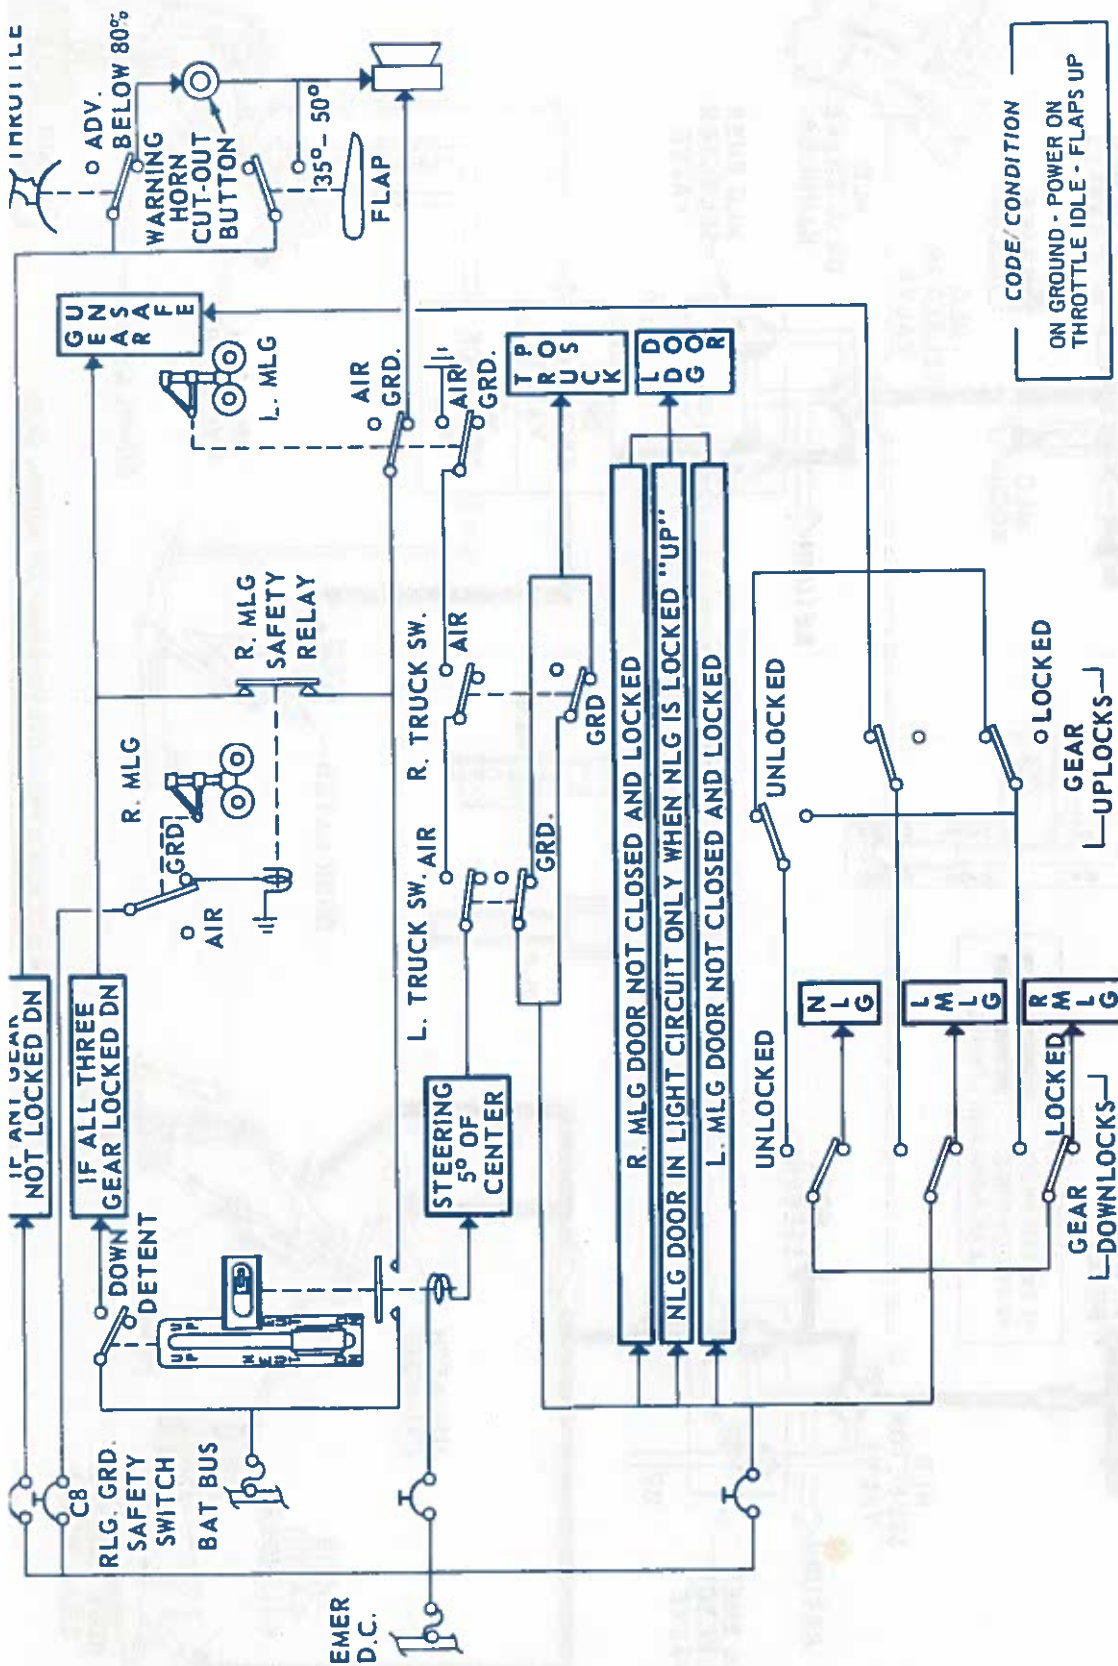 THROTTLE
ADV.
BELOW 80%
WARNING
HORN
CUT-OUT
BUTTON
35°- 50°
FLAP
GEAR
UNSAFE
L. MLG
AIR
GRD.
AIR
GRD.
R. MLG
SAFETY
RELAY
R. MLG
GRD
AIR
NOT LOCKED DN
IF ALL THREE
GEAR LOCKED DN
DOWN
DETENT
C8
RLG. GRD.
SAFETY
SWITCH
BAT BUS
UP
UP
NEUT
DN
EMER
D.C.
STEERING
5° OF
CENTER
L. TRUCK SW.
AIR
GRD.
R. TRUCK SW.
AIR
GRD
TRUCK
POS
LDG
DOOR
R. MLG DOOR NOT CLOSED AND LOCKED
NLG DOOR IN LIGHT CIRCUIT ONLY WHEN NLG IS LOCKED "UP"
L. MLG DOOR NOT CLOSED AND LOCKED
UNLOCKED
UNLOCKED
NLG
LMLG
RMLG
LOCKED
LOCKED
GEAR
DOWNLOCKS
GEAR
UPLOCKS
CODE/CONDITION
ON GROUND - POWER ON
THROTTLE IDLE - FLAPS UP